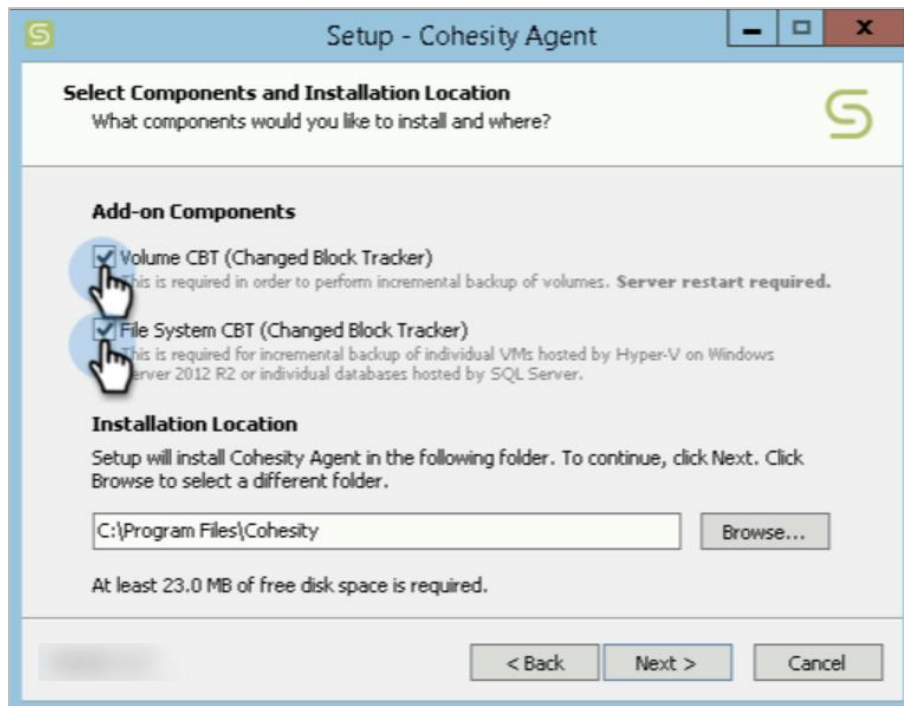 Setup - Cohesity Agent
Select Components and Installation Location
What components would you like to install and where?
Add-on Components
Volume CBT (Changed Block Tracker)
This is required in order to perform incremental backup of volumes. Server restart required.
File System CBT (Changed Block Tracker)
This is required for incremental backup of individual VMs hosted by Hyper-V on Windows
Server 2012 R2 or individual databases hosted by SQL Server.
Installation Location
Setup will install Cohesity Agent in the following folder. To continue, click Next. Click
Browse to select a different folder.
C:\Program Files\Cohesity
Browse...
At least 23.0 MB of free disk space is required.
< Back
Next >
Cancel